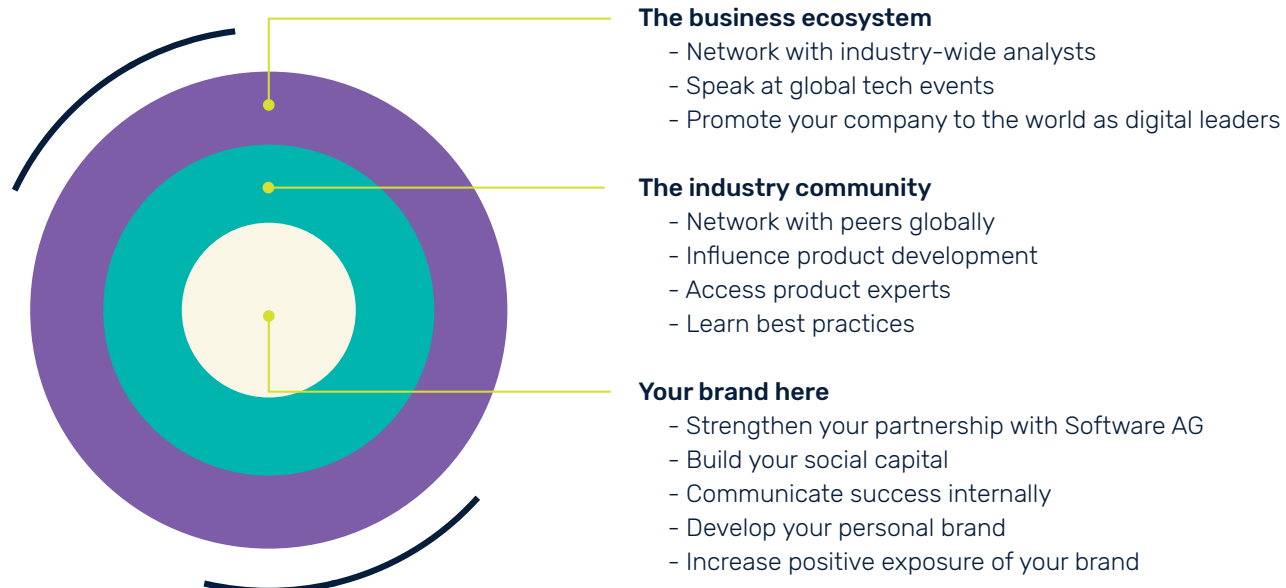 The business ecosystem
- Network with industry-wide analysts
- Speak at global tech events
- Promote your company to the world as digital leaders
The industry community
- Network with peers globally
- Influence product development
- Access product experts
- Learn best practices
Your brand here
- Strengthen your partnership with Software AG
- Build your social capital
- Communicate success internally
- Develop your personal brand
- Increase positive exposure of your brand